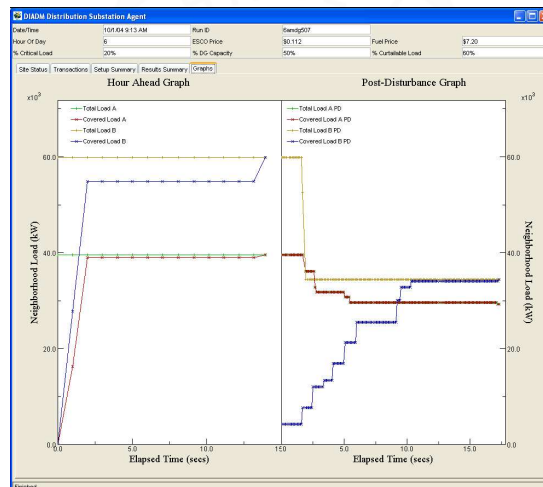 DIADM Distribution Substation Agent
Date/Time 10/1/04 9:13 AM Run ID 6amdg507
Hour Of Day 6 ESCO Price $0.112 Fuel Price $7.20
% Critical Load 20% % DG Capacity 50% % Curtailable Load 60%
Site Status Transactions Setup Summary Results Summary Graphs
Hour Ahead Graph
x10³
Total Load A
Covered Load A
Total Load B
Covered Load B
60.0
40.0
20.0
0.0
Neighborhood Load (kW)
0.0 5.0 10.0 15.0
Elapsed Time (secs)
Post-Disturbance Graph
x10³
Total Load A PD
Covered Load A PD
Total Load B PD
Covered Load B PD
60.0
40.0
20.0
0.0
Neighborhood Load (kW)
5.0 10.0 15.0
Elapsed Time (secs)
Finished